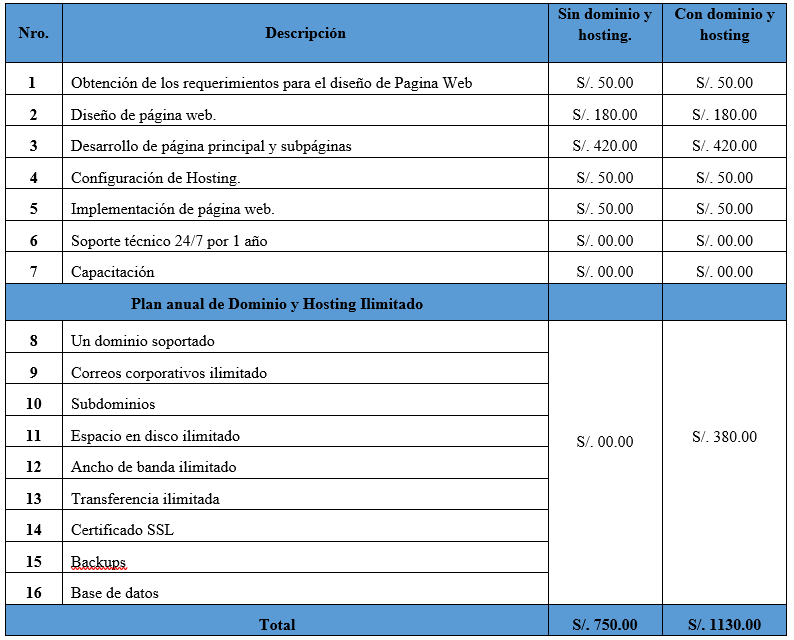 Nro. Descripción Sin dominio y hosting. Con dominio y hosting
1 Obtención de los requerimientos para el diseño de Pagina Web S/. 50.00 S/. 50.00
2 Diseño de página web. S/. 180.00 S/. 180.00
3 Desarrollo de página principal y subpáginas S/. 420.00 S/. 420.00
4 Configuración de Hosting. S/. 50.00 S/. 50.00
5 Implementación de página web. S/. 50.00 S/. 50.00
6 Soporte técnico 24/7 por 1 año S/. 00.00 S/. 00.00
7 Capacitación S/. 00.00 S/. 00.00
Plan anual de Dominio y Hosting Ilimitado
8 Un dominio soportado
9 Correos corporativos ilimitado
10 Subdominios
11 Espacio en disco ilimitado S/. 00.00 S/. 380.00
12 Ancho de banda ilimitado
13 Transferencia ilimitada
14 Certificado SSL
15 Backups
16 Base de datos
Total S/. 750.00 S/. 1130.00